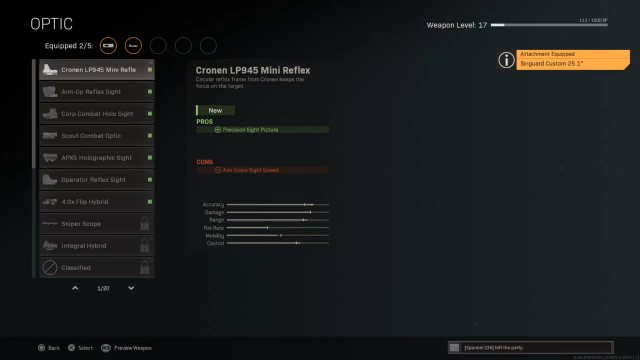 OPTIC
Weapon Level: 17
Equipped 2/5:
Attachment Equipped
Singuard Custom 25.1"
Cronen LP945 Mini Refle
Arm-Op Reflex Sight
Corp Combat Holo Sight
Scout Combat Optic
APX5 Holographic Sight
Operator Reflex Sight
4.0x Flip Hybrid
Sniper Scope
Integral Hybrid
Classified
1/20
Cronen LP945 Mini Reflex
Circular reflex frame from Cronen keeps the
focus on the target.
New
PROS
Precision Sight Picture
CONS
Aim Down Sight Speed
Accuracy
Damage
Range
Fire Rate
Mobility
Control
Back
Select
Preview Weapon
left the party.